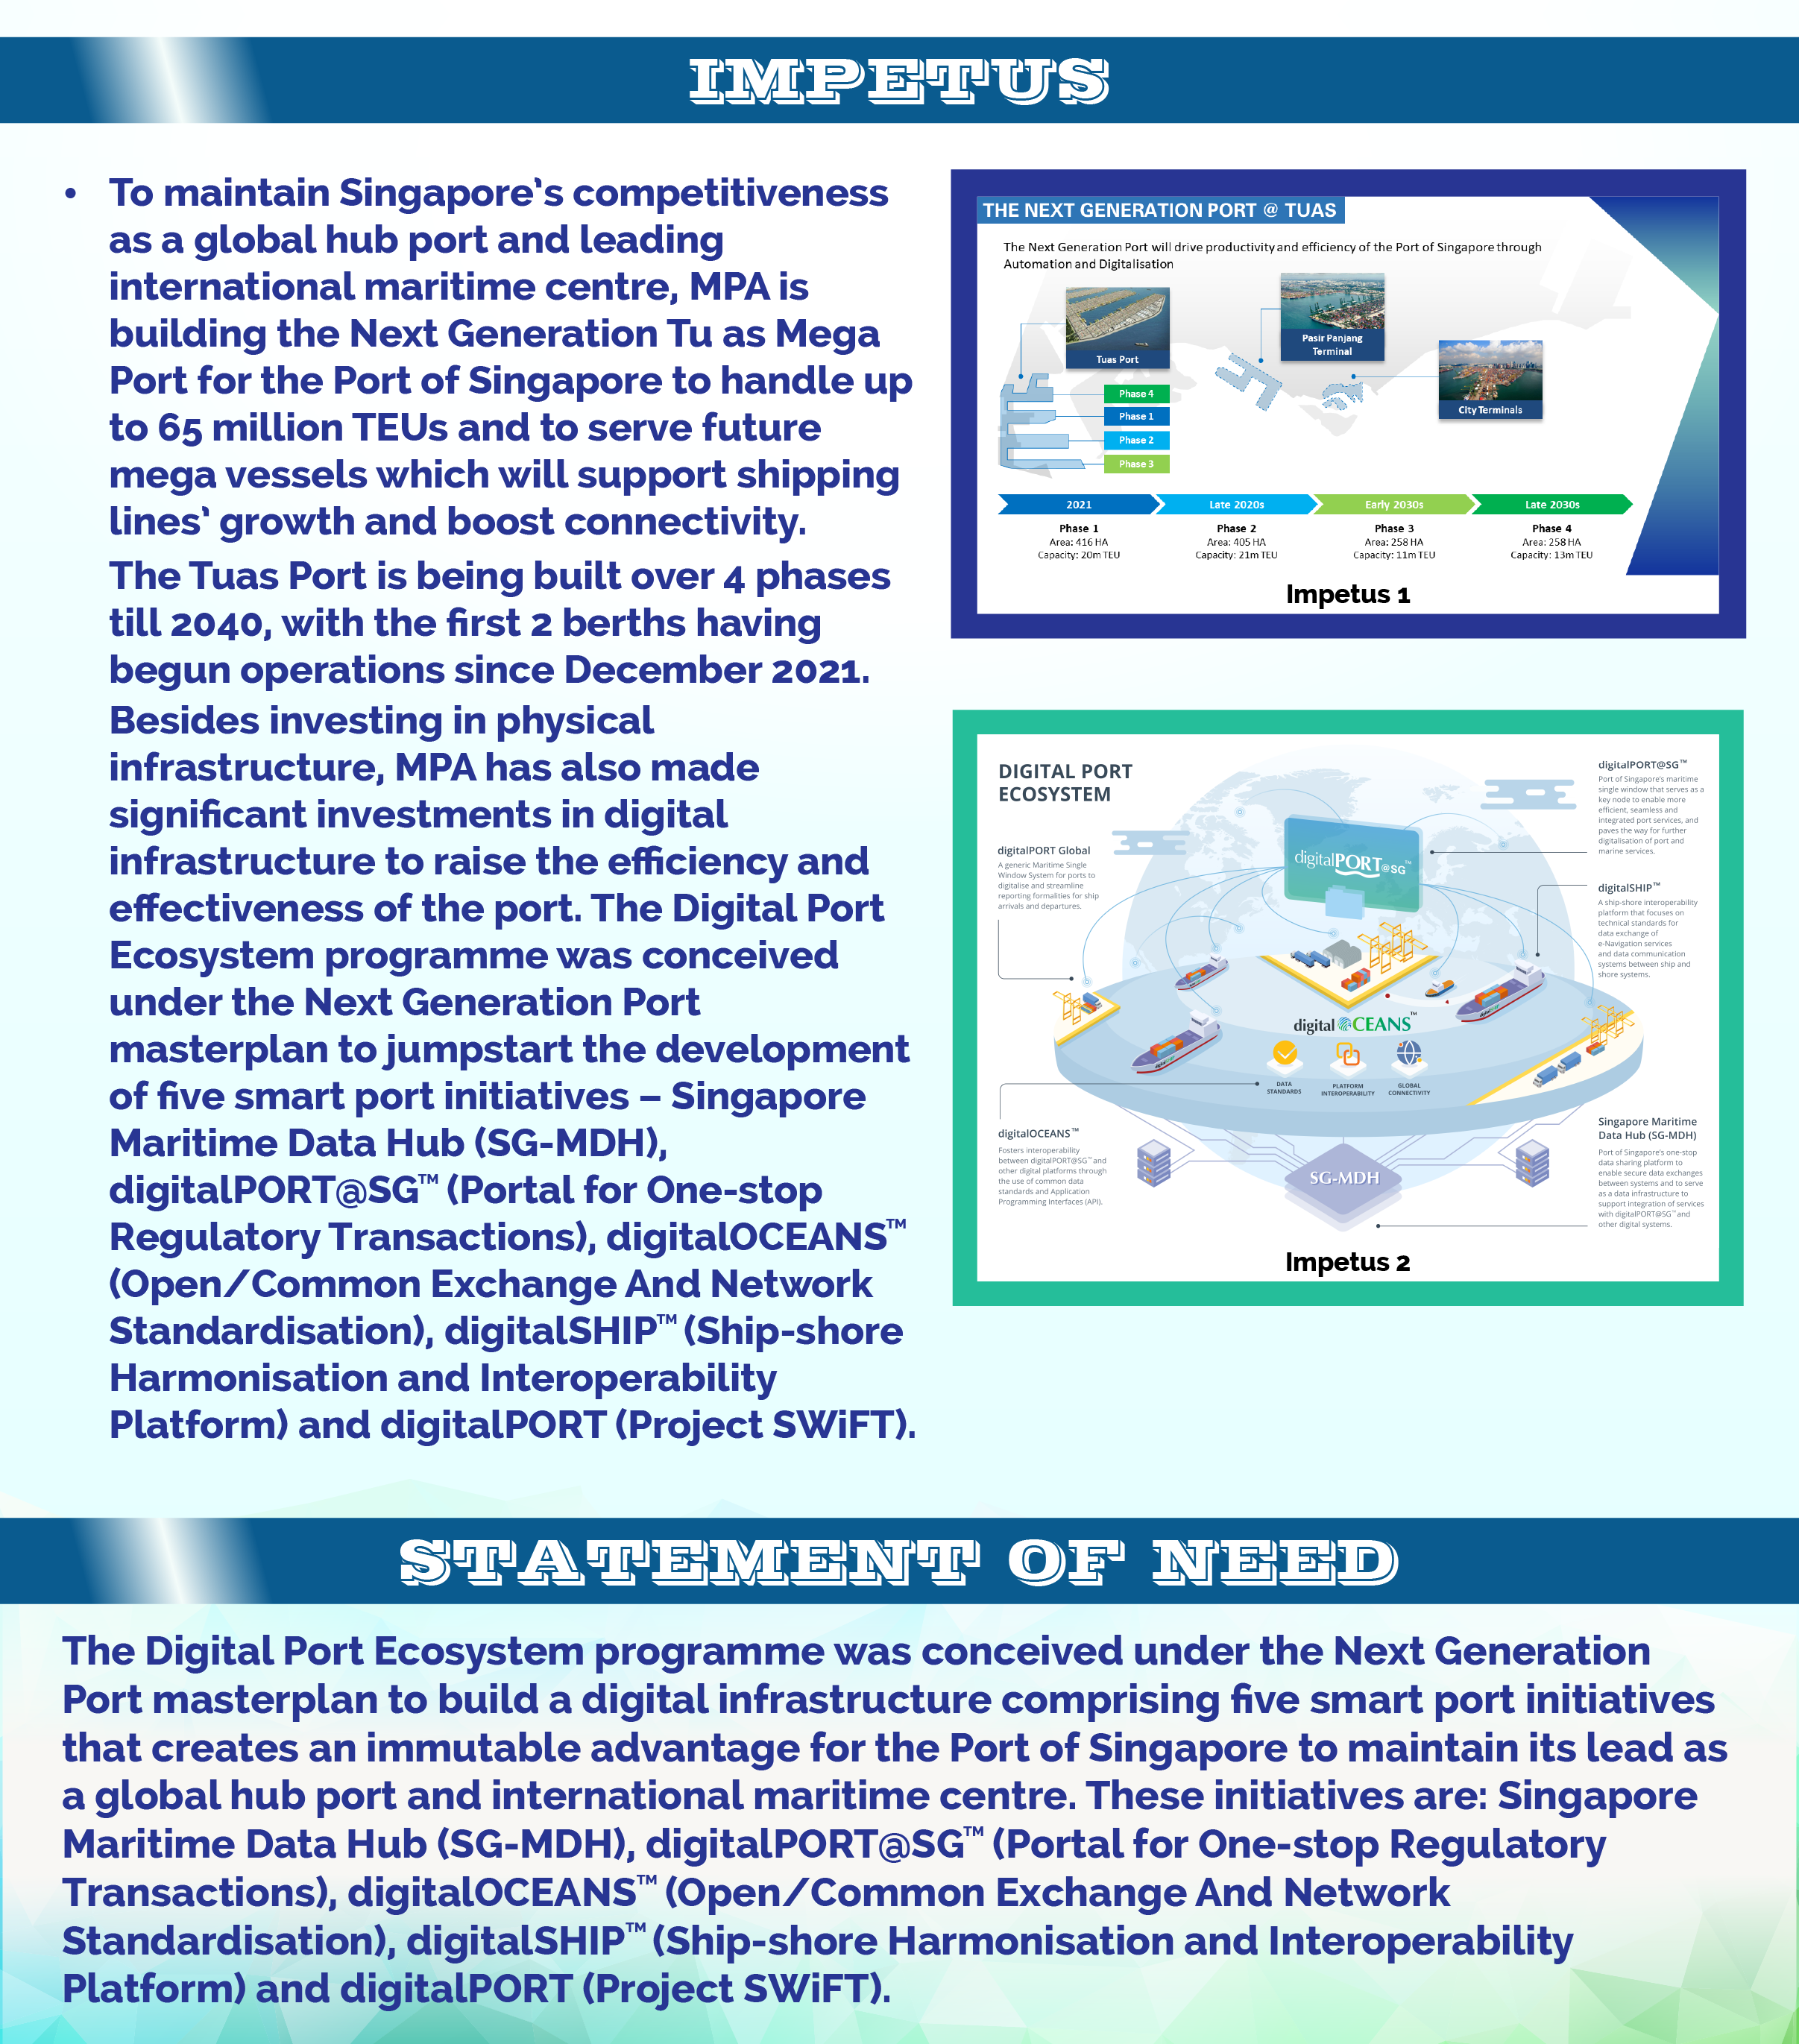 IMPETUS
• To maintain Singapore's competitiveness
as a global hub port and leading
international maritime centre, MPA is
building the Next Generation Tu as Mega
Port for the Port of Singapore to handle up
to 65 million TEUs and to serve future
mega vessels which will support shipping
lines' growth and boost connectivity.
The Tuas Port is being built over 4 phases
till 2040, with the first 2 berths having
begun operations since December 2021.
Besides investing in physical
infrastructure, MPA has also made
significant investments in digital
infrastructure to raise the efficiency and
effectiveness of the port. The Digital Port
Ecosystem programme was conceived
under the Next Generation Port
masterplan to jumpstart the development
of five smart port initiatives – Singapore
Maritime Data Hub (SG-MDH),
digitalPORT@SG™ (Portal for One-stop
Regulatory Transactions), digitalOCEANS™
(Open/Common Exchange And Network
Standardisation), digitalSHIP™ (Ship-shore
Harmonisation and Interoperability
Platform) and digitalPORT (Project SWiFT).
THE NEXT GENERATION PORT @ TUAS
The Next Generation Port will drive productivity and efficiency of the Port of Singapore through
Automation and Digitalisation
Tuas Port
Pasir Panjang
Terminal
City Terminals
Phase 4
Phase 1
Phase 2
Phase 3
2021
Late 2020s
Early 2030s
Late 2030s
Phase 1
Area: 416 HA
Capacity: 20m TEU
Phase 2
Area: 405 HA
Capacity: 21m TEU
Phase 3
Area: 258 HA
Capacity: 11m TEU
Phase 4
Area: 258 HA
Capacity: 13m TEU
Impetus 1
DIGITAL PORT
ECOSYSTEM
digitalPORT Global
A generic Maritime Single
Window System for ports to
digitalise and streamline
reporting formalities for ship
arrivals and departures.
digitalPORT@SG™
digitalPORT@SG™
Port of Singapore's maritime
single window that serves as a
key node to enable more
efficient, seamless and
integrated port services, and
paves the way for further
digitalisation of port and
marine services.
digitalSHIP™
A ship-shore interoperability
platform that focuses on
technical standards for
data exchange of
e-Navigation services
and data communication
systems between ship and
shore systems.
digitalOCEANS™
DATA
STANDARDS
PLATFORM
INTEROPERABILITY
GLOBAL
CONNECTIVITY
digitalOCEANS™
Fosters interoperability
between digitalPORT@SG™ and
other digital platforms through
the use of common data
standards and Application
Programming Interfaces (API).
SG-MDH
Singapore Maritime
Data Hub (SG-MDH)
Port of Singapore's one-stop
data sharing platform to
enable secure data exchanges
between systems and to serve
as a data infrastructure to
support integration of services
with digitalPORT@SG™ and
other digital systems.
Impetus 2
STATEMENT OF NEED
The Digital Port Ecosystem programme was conceived under the Next Generation
Port masterplan to build a digital infrastructure comprising five smart port initiatives
that creates an immutable advantage for the Port of Singapore to maintain its lead as
a global hub port and international maritime centre. These initiatives are: Singapore
Maritime Data Hub (SG-MDH), digitalPORT@SG™ (Portal for One-stop Regulatory
Transactions), digitalOCEANS™ (Open/Common Exchange And Network
Standardisation), digitalSHIP™ (Ship-shore Harmonisation and Interoperability
Platform) and digitalPORT (Project SWiFT).